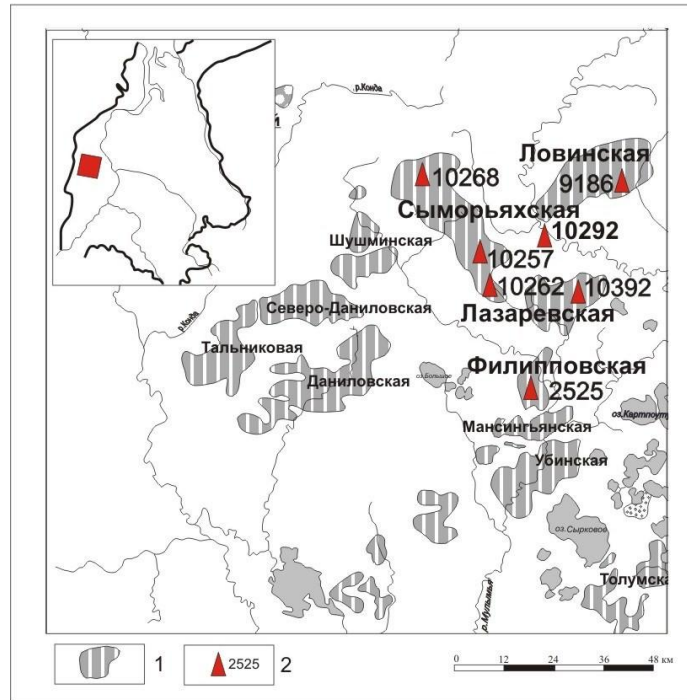 р.Конда
й
Ловинская
10268
9186
Сыморьяхская
10292
Шушминская
10257
10262
10392
Лазаревская
Северо-Даниловская
р.Конда
Тальниковая
Филипповская
Даниловская
оз.Большое
2525
Мансингьянская
оз.Картпоут
Убинская
оз.Сырковое
Толумска
р.Мулымья
1
2525
2
0 12 24 36 48 км